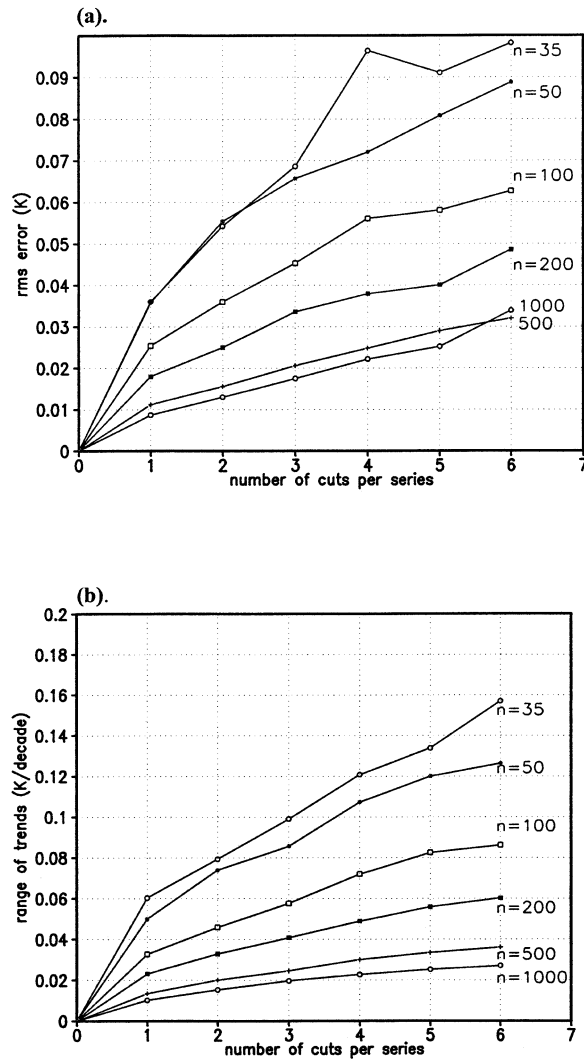 (a).
0.09
0.08
0.07
0.06
0.05
0.04
0.03
0.02
0.01
0
rms error (K)
n=35
n=50
n=100
n=200
1000
500
0 1 2 3 4 5 6 7
number of cuts per series
(b).
0.2
0.18
0.16
0.14
0.12
0.1
0.08
0.06
0.04
0.02
0
range of trends (K/decade)
n=35
n=50
n=100
n=200
n=500
n=1000
0 1 2 3 4 5 6 7
number of cuts per series